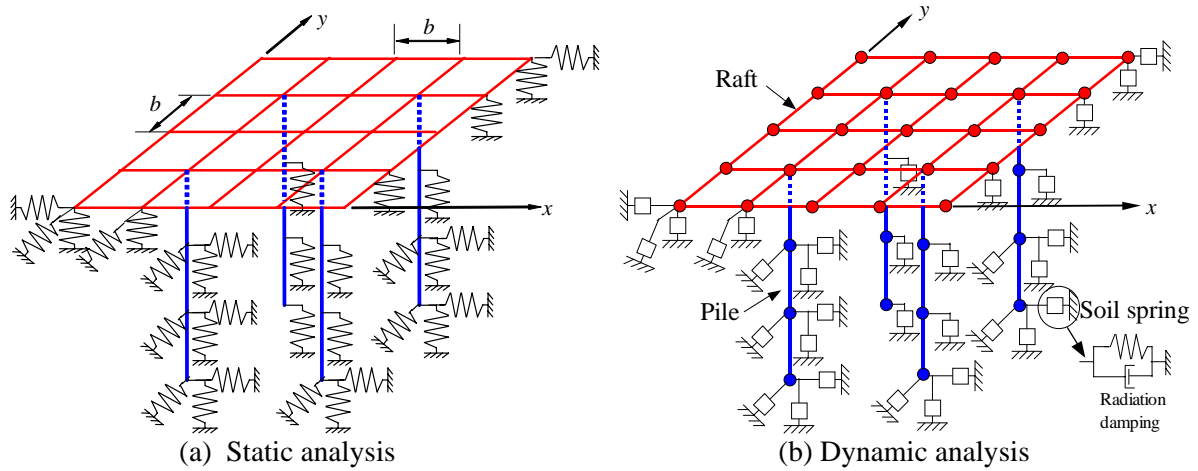 y
b
b
x
(a) Static analysis
y
Raft
x
Pile
Soil spring
Radiation
damping
(b) Dynamic analysis